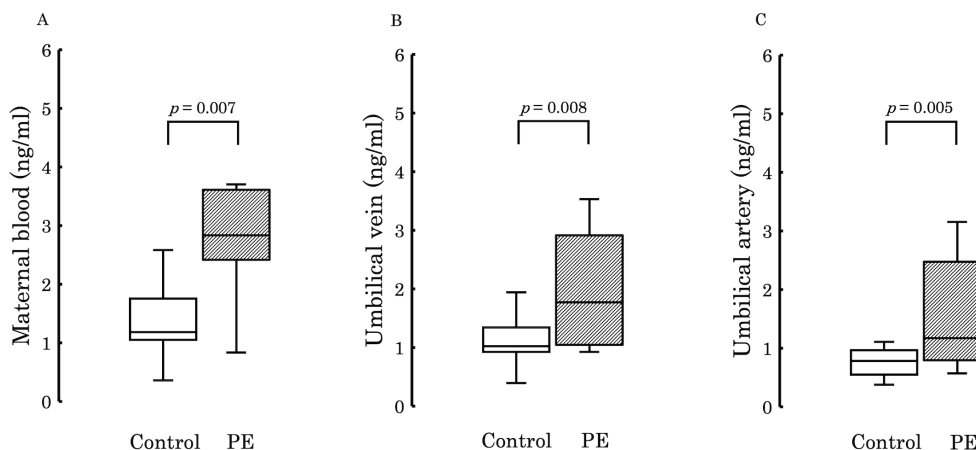 A
Maternal blood (ng/ml)
6
5
4
3
2
1
0
p = 0.007
Control PE
B
Umbilical vein (ng/ml)
6
5
4
3
2
1
0
p = 0.008
Control PE
C
Umbilical artery (ng/ml)
6
5
4
3
2
1
0
p = 0.005
Control PE